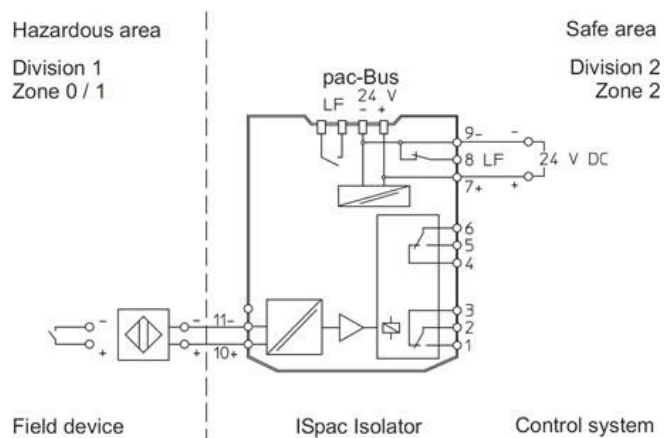 Hazardous area
Safe area
Division 1
Zone 0 / 1
Division 2
Zone 2
pac-Bus
LF 24 V
- +
9-
-
8 LF
24 V DC
7+
+
6
5
4
3
2
1
- - 11-
+ + 10+
Field device
ISpac Isolator
Control system